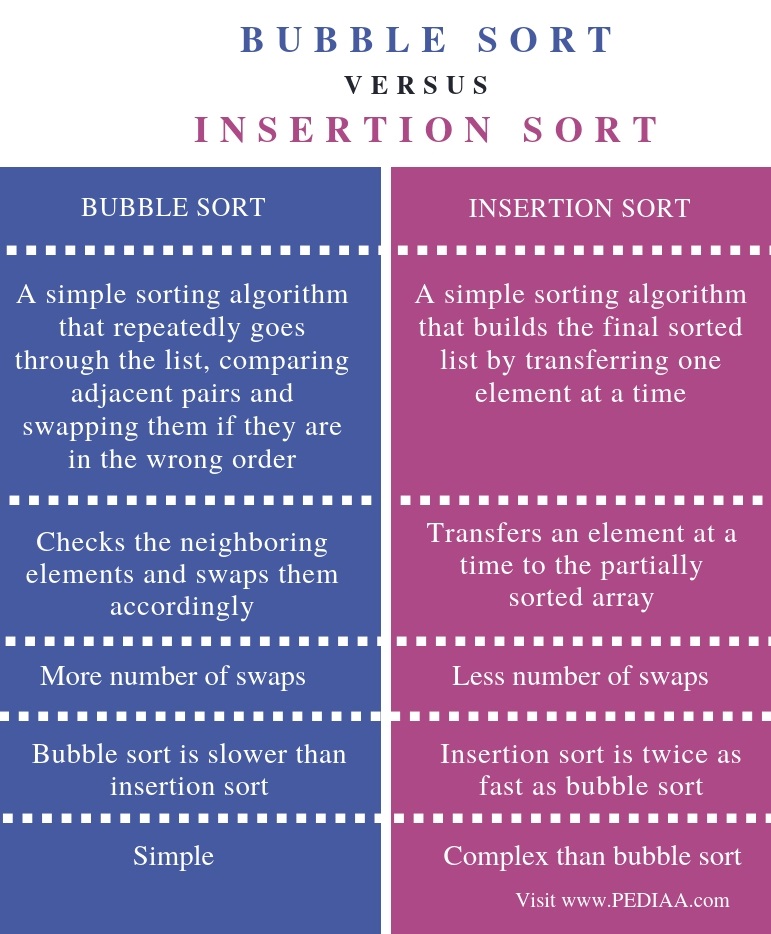 BUBBLE SORT
VERSUS
INSERTION SORT
BUBBLE SORT
A simple sorting algorithm
that repeatedly goes
through the list, comparing
adjacent pairs and
swapping them if they are
in the wrong order
Checks the neighboring
elements and swaps them
accordingly
More number of swaps
Bubble sort is slower than
insertion sort
Simple
INSERTION SORT
A simple sorting algorithm
that builds the final sorted
list by transferring one
element at a time
Transfers an element at a
time to the partially
sorted array
Less number of swaps
Insertion sort is twice as
fast as bubble sort
Complex than bubble sort
Visit www.PEDIAA.com